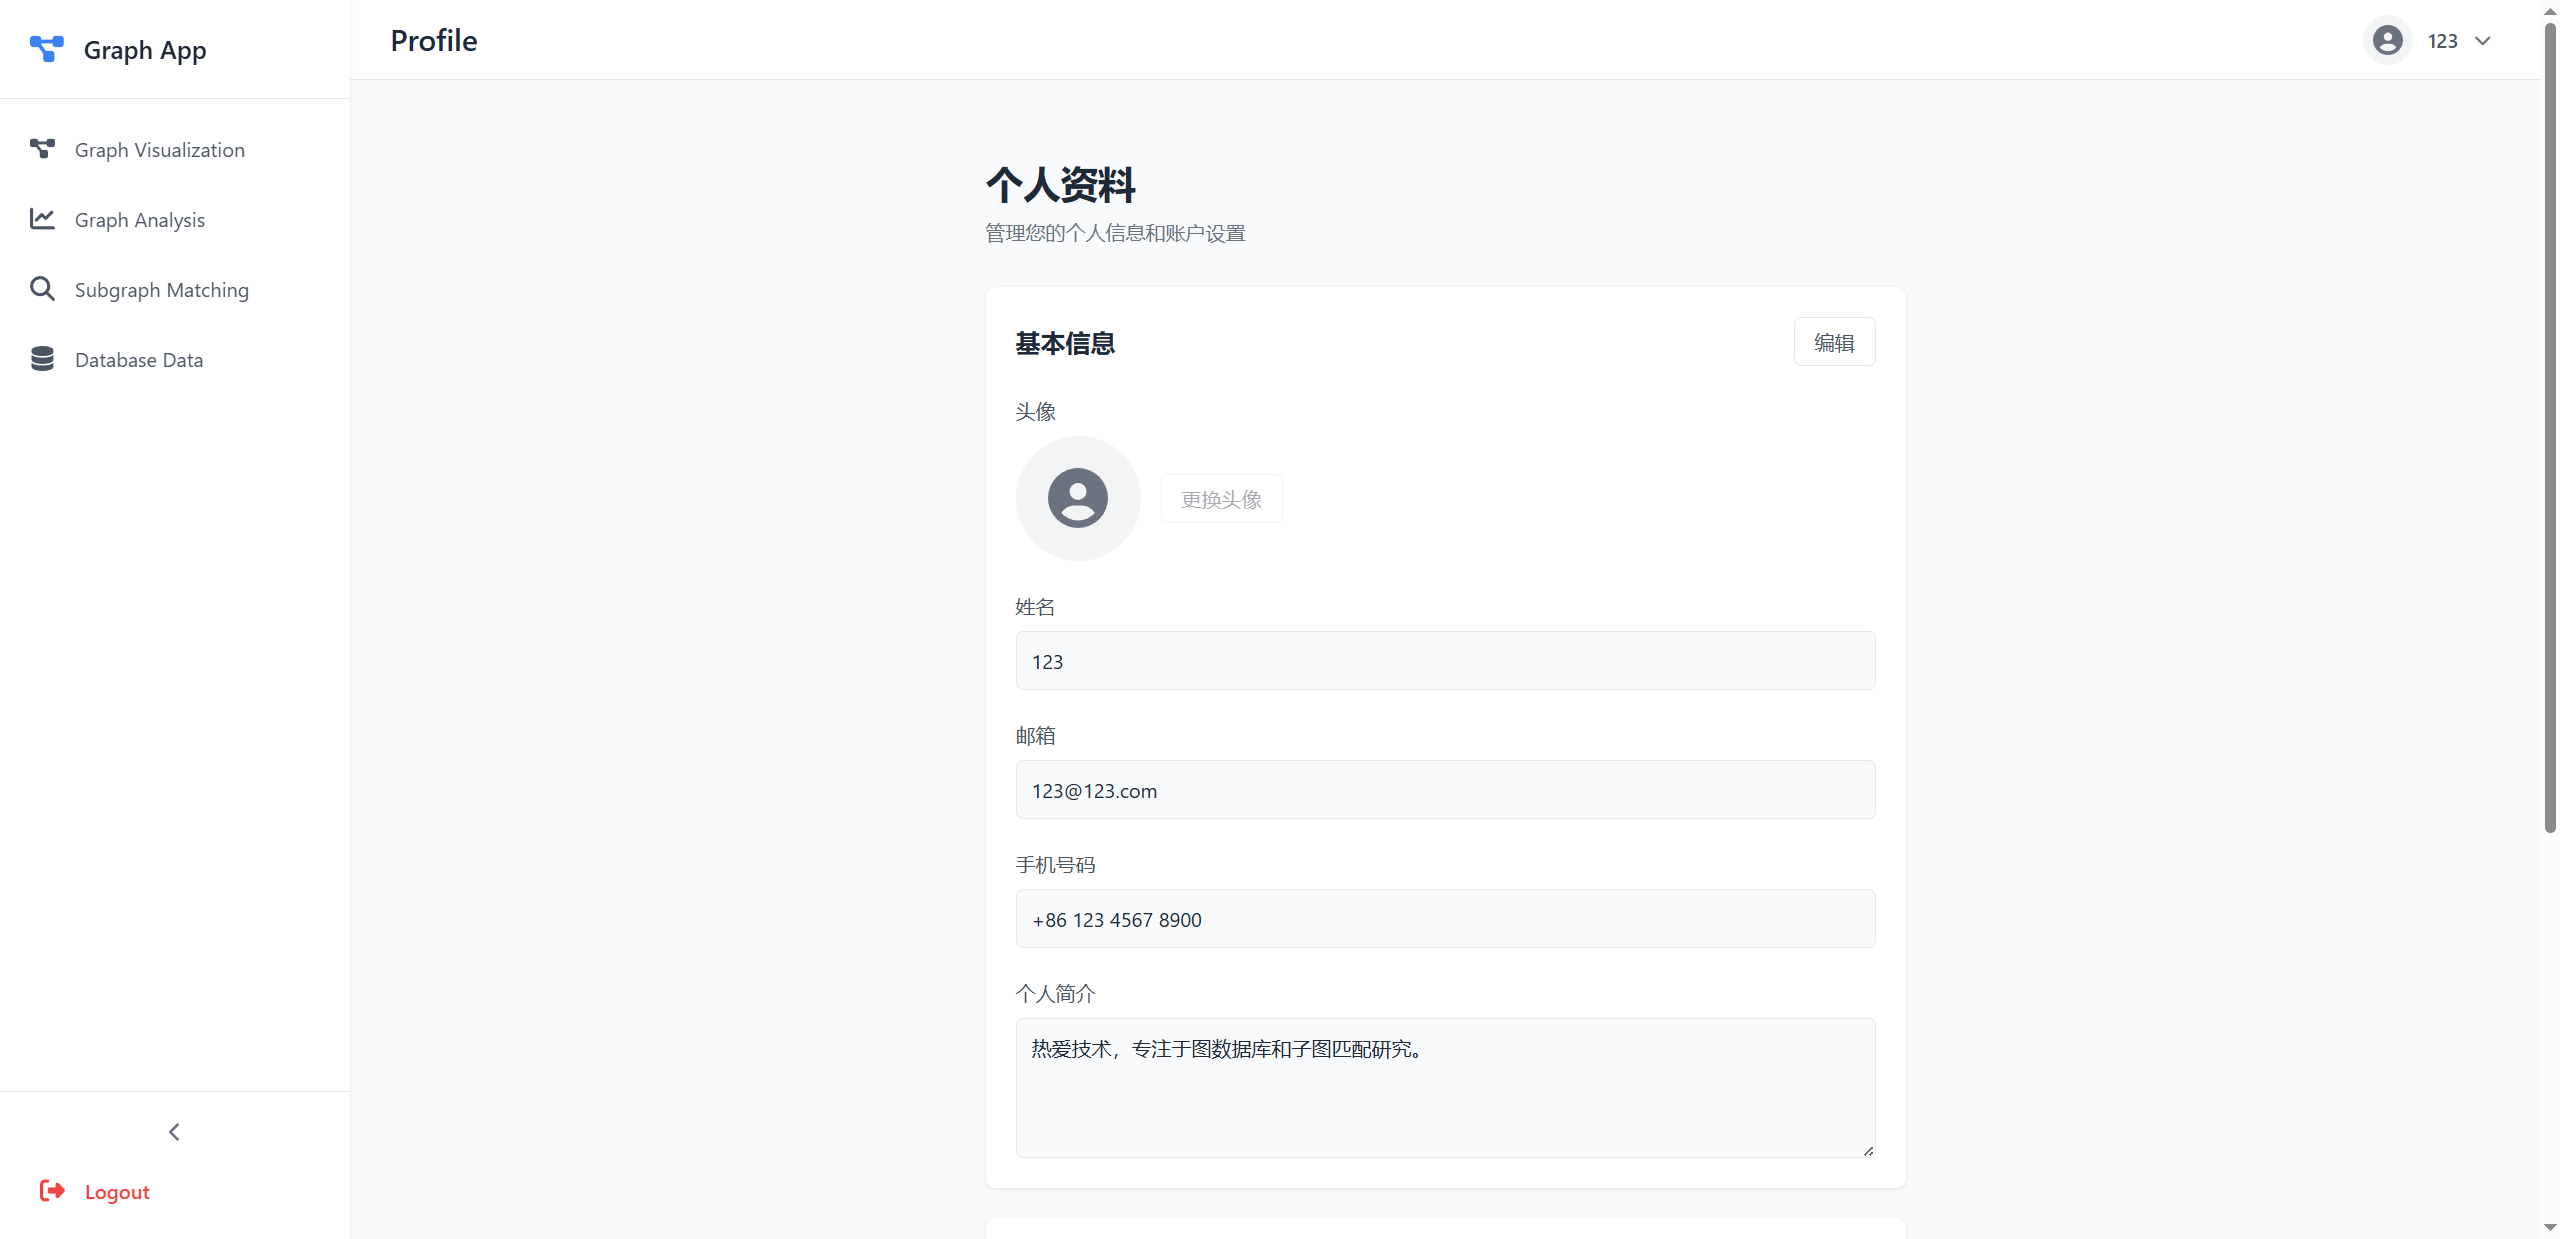 Graph App
Graph Visualization
Graph Analysis
Subgraph Matching
Database Data
Logout
Profile
123
个人资料
管理您的个人信息和账户设置
基本信息
编辑
头像
更换头像
姓名
123
邮箱
123@123.com
手机号码
+86 123 4567 8900
个人简介
热爱技术，专注于图数据库和子图匹配研究。